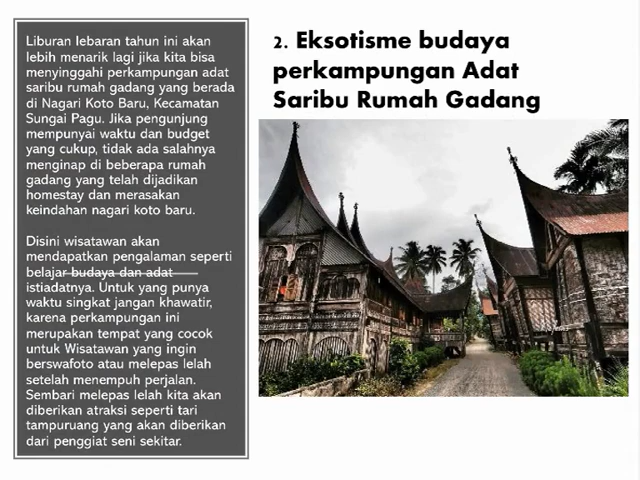 Liburan lebaran tahun ini akan
lebih menarik lagi jika kita bisa
menyinggahi perkampungan adat
saribu rumah gadang yang berada
di Nagari Koto Baru, Kecamatan
Sungai Pagu. Jika pengunjung
mempunyai waktu dan budget
yang cukup, tidak ada salahnya
menginap di beberapa rumah
gadang yang telah dijadikan
homestay dan merasakan
keindahan nagari koto baru.
Disini wisatawan akan
mendapatkan pengalaman seperti
belajar budaya dan adat
istiadatnya. Untuk yang punya
waktu singkat jangan khawatir,
karena perkampungan ini
merupakan tempat yang cocok
untuk Wisatawan yang ingin
berswafoto atau melepas lelah
setelah menempuh perjalan.
Sembari melepas lelah kita akan
diberikan atraksi seperti tari
tampuruang yang akan diberikan
dari penggiat seni sekitar.
2. Eksotisme budaya
perkampungan Adat
Saribu Rumah Gadang